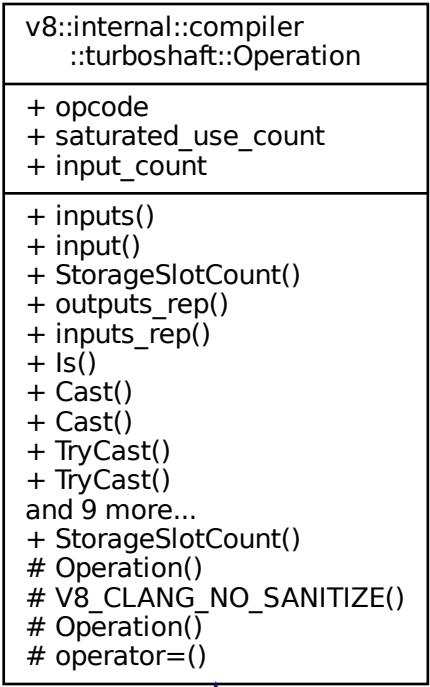 v8::internal::compiler
::turboshaft::Operation
+ opcode
+ saturated_use_count
+ input_count
+ inputs()
+ input()
+ StorageSlotCount()
+ outputs_rep()
+ inputs_rep()
+ Is()
+ Cast()
+ Cast()
+ TryCast()
+ TryCast()
and 9 more...
+ StorageSlotCount()
# Operation()
# V8_CLANG_NO_SANITIZE()
# Operation()
# operator=()